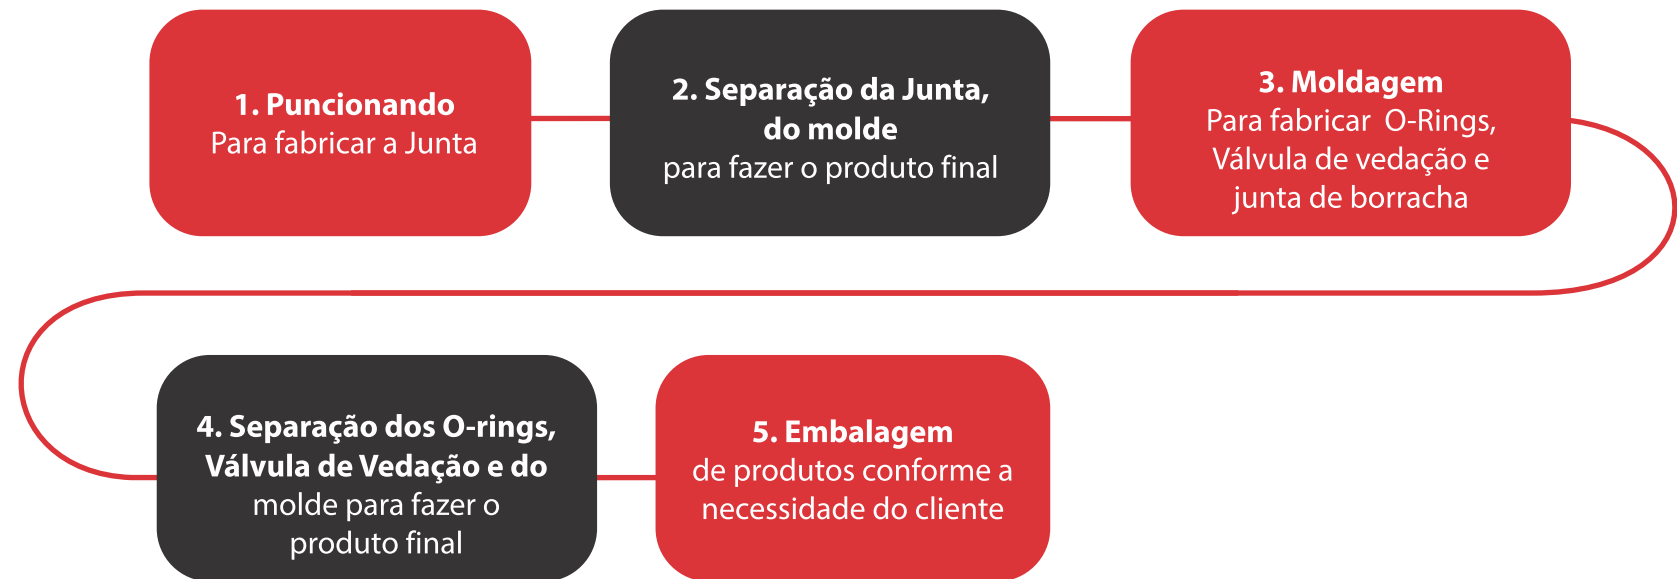 1. Puncionando
Para fabricar a Junta
2. Separação da Junta,
do molde
para fazer o produto final
3. Moldagem
Para fabricar O-Rings,
Válvula de vedação e
junta de borracha
4. Separação dos O-rings,
Válvula de Vedação e do
molde para fazer o
produto final
5. Embalagem
de produtos conforme a
necessidade do cliente